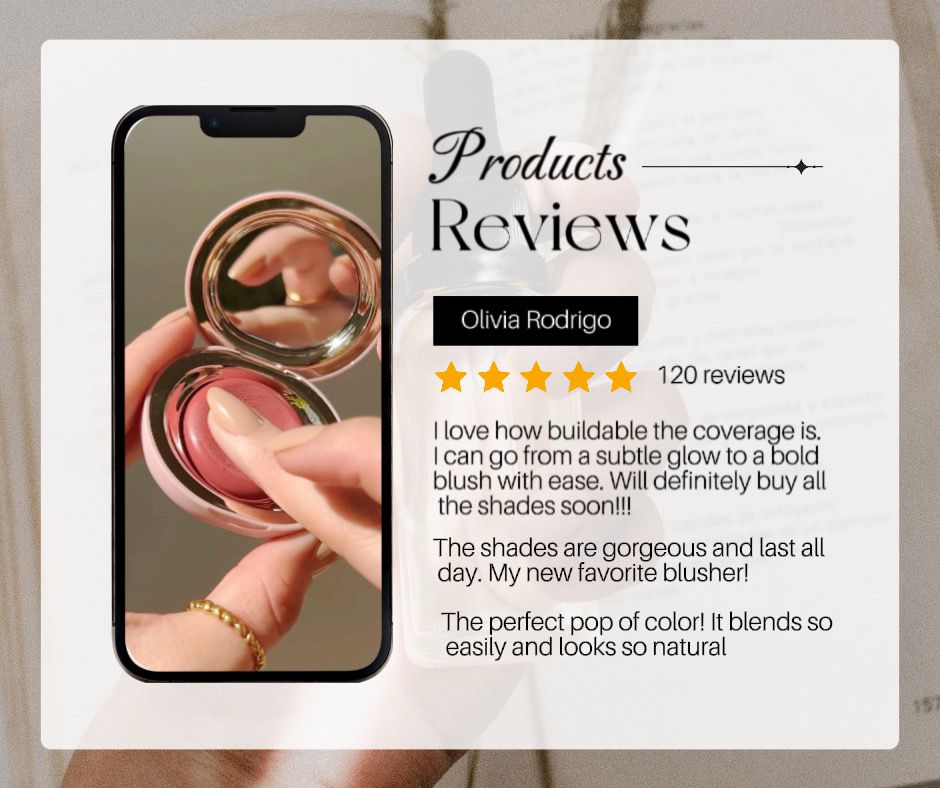 Products
Reviews
Olivia Rodrigo
120 reviews
I love how buildable the coverage is.
I can go from a subtle glow to a bold
blush with ease. Will definitely buy all
the shades soon!!!
The shades are gorgeous and last all
day. My new favorite blusher!
The perfect pop of color! It blends so
easily and looks so natural